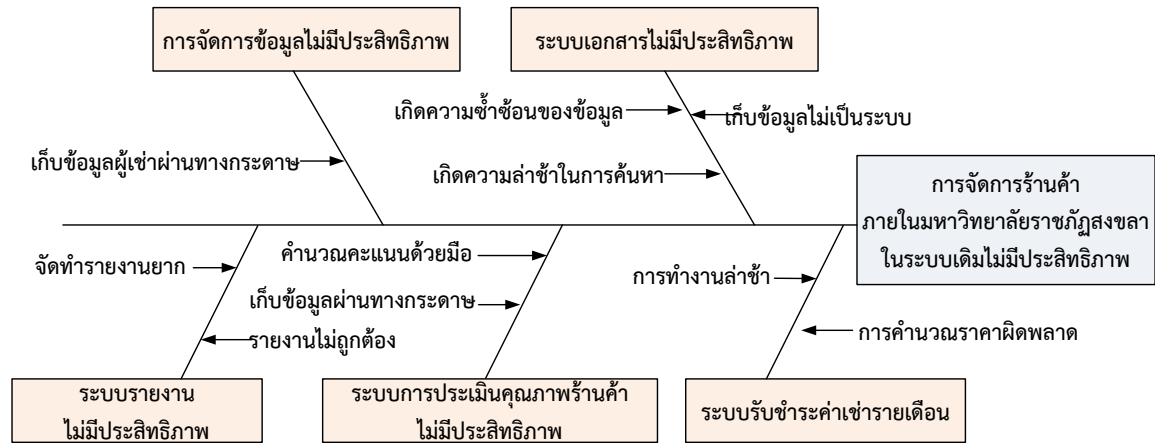 การจัดการข้อมูลไม่มีประสิทธิภาพ
ระบบเอกสารไม่มีประสิทธิภาพ
เกิดความซ้ำซ้อนของข้อมูล
เก็บข้อมูลไม่เป็นระบบ
เก็บข้อมูลผู้เช่าผ่านทางกระดาษ
เกิดความล่าช้าในการค้นหา
การจัดการร้านค้า
ภายในมหาวิทยาลัยราชภัฏสงขลา
ในระบบเดิมไม่มีประสิทธิภาพ
จัดทำรายงานยาก
คำนวณคะแนนด้วยมือ
การทำงานล่าช้า
เก็บข้อมูลผ่านทางกระดาษ
รายงานไม่ถูกต้อง
การคำนวณราคาผิดพลาด
ระบบรายงาน
ไม่มีประสิทธิภาพ
ระบบการประเมินคุณภาพร้านค้า
ไม่มีประสิทธิภาพ
ระบบรับชำระค่าเช่ารายเดือน